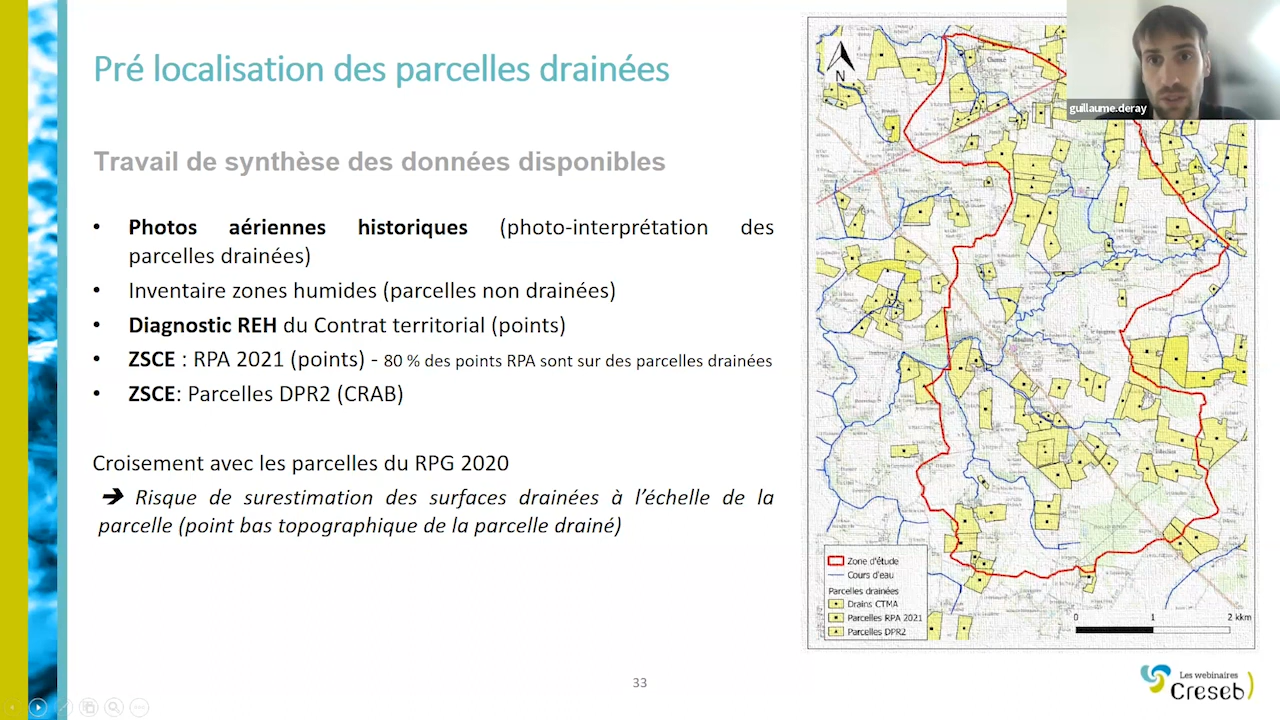 Pré localisation des parcelles drainées
Travail de synthèse des données disponibles
• Photos aériennes historiques (photo-interprétation des
parcelles drainées)
• Inventaire zones humides (parcelles non drainées)
• Diagnostic REH du Contrat territorial (points)
• ZSCE : RPA 2021 (points) - 80 % des points RPA sont sur des parcelles drainées
• ZSCE: Parcelles DPR2 (CRAB)
Croisement avec les parcelles du RPG 2020
➔ Risque de surestimation des surfaces drainées à l’échelle de la
parcelle (point bas topographique de la parcelle drainé)
N
guillaume.deray
Zone d'étude
Cours d'eau
Parcelles drainées
Drains CTMA
Parcelles RPA 2021
Parcelles DPR2
0 1 2 kkm
33
Les webinaires
Creseb